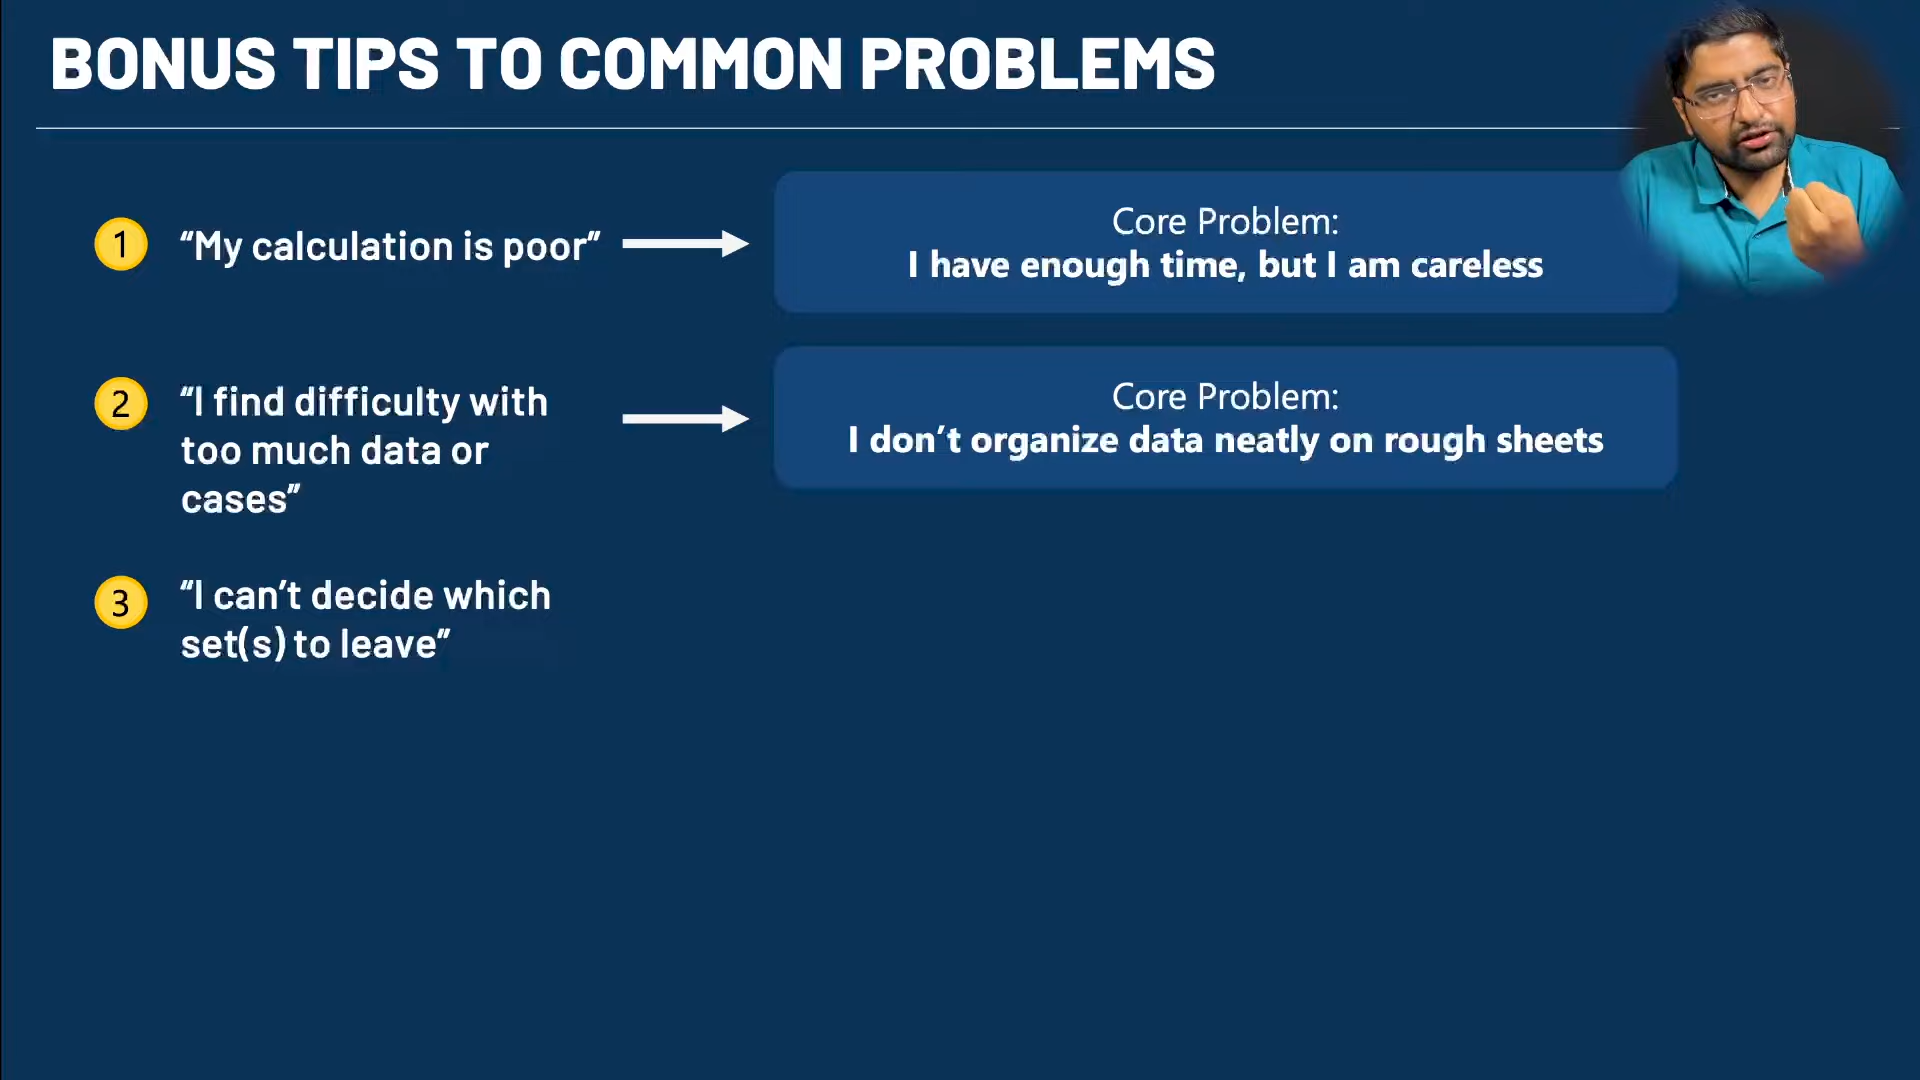 BONUS TIPS TO COMMON PROBLEMS
1
“My calculation is poor”
Core Problem:
I have enough time, but I am careless
2
“I find difficulty with
too much data or
cases”
Core Problem:
I don’t organize data neatly on rough sheets
3
“I can’t decide which
set(s) to leave”